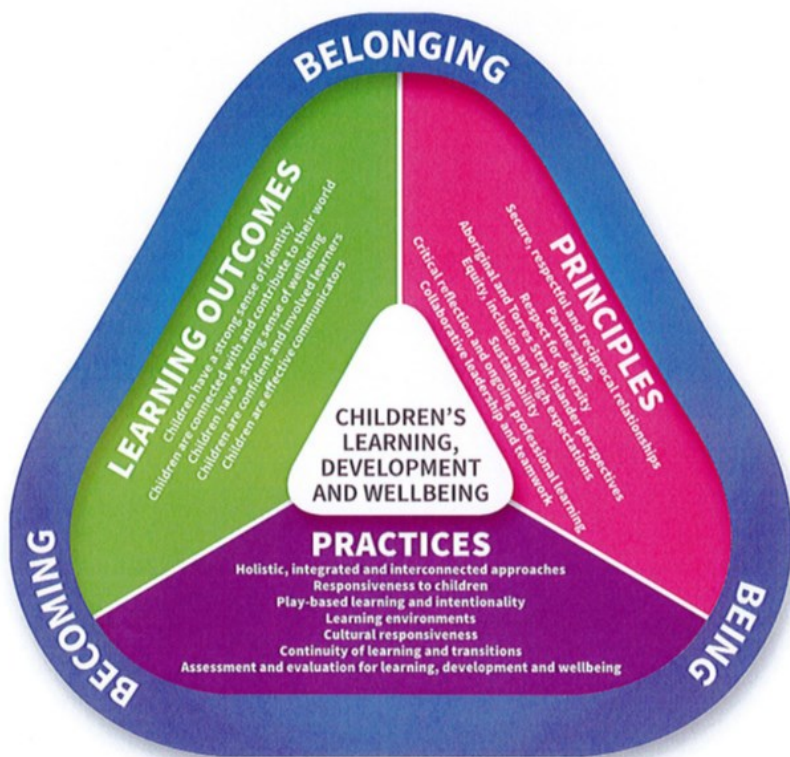 BELONGING
LEARNING OUTCOMES
Children have a strong sense of identity
Children are connected with and contribute to their world
Children have a strong sense of wellbeing
Children are confident and involved learners
Children are effective communicators
PRINCIPLES
Secure, respectful and reciprocal relationships
Partnerships
Respect for diversity
Aboriginal and Torres Strait Islander perspectives
Equity, inclusion and high expectations
Sustainability
Critical reflection and ongoing professional learning
Collaborative leadership and teamwork
CHILDREN'S
LEARNING,
DEVELOPMENT
AND WELLBEING
PRACTICES
Holistic, integrated and interconnected approaches
Responsiveness to children
Play-based learning and intentionality
Learning environments
Cultural responsiveness
Continuity of learning and transitions
Assessment and evaluation for learning, development and wellbeing
BECOMING
BEING